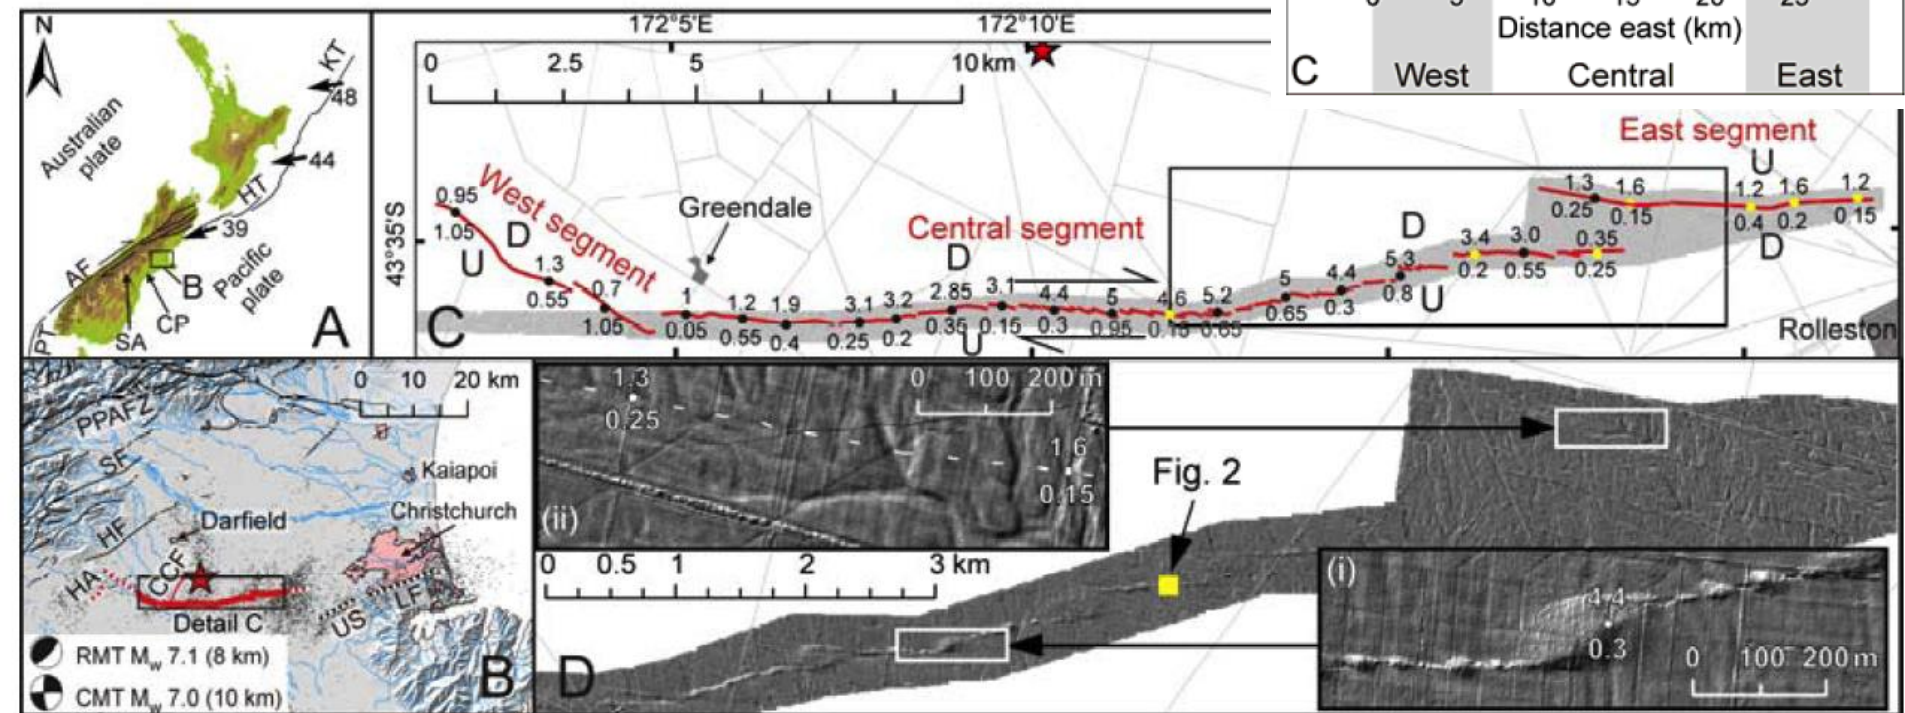 N
Australian
plate
KT
48
44
HT
39
AF
B
Pacific
plate
CP
SA
PT
A
172°5'E
172°10'E
0 2.5 5 10 km
43°35'S
0.95
1.05
U
D
West segment
1.3
0.55
0.7
1.05
Greendale
Central segment
D
U
1
0.05
1.2
0.55
1.9
0.4
3.1
0.25
3.2
0.2
2.85
0.35
3.1
0.15
4.4
0.3
5
0.95
4.6
5.2
0.65
5
0.65
4.4
0.3
5.3
0.8
D
U
3.4
0.2
3.0
0.55
0.35
0.25
East segment
U
D
1.3
0.25
1.6
0.15
1.2
0.4
1.6
0.2
1.2
0.15
Rolleston
C
Distance east (km)
C West Central East
0 10 20 km
PPAFZ
SF
Kaiapoi
Christchurch
Darfield
HF
HA
CCF
LF
US
Detail C
RMT Mw 7.1 (8 km)
CMT Mw 7.0 (10 km)
B
1.3
0.25
0 100 200 m
1.6
0.15
(ii)
0 0.5 1 2 3 km
Fig. 2
D
(i)
4.4
0.3
0 100 200 m